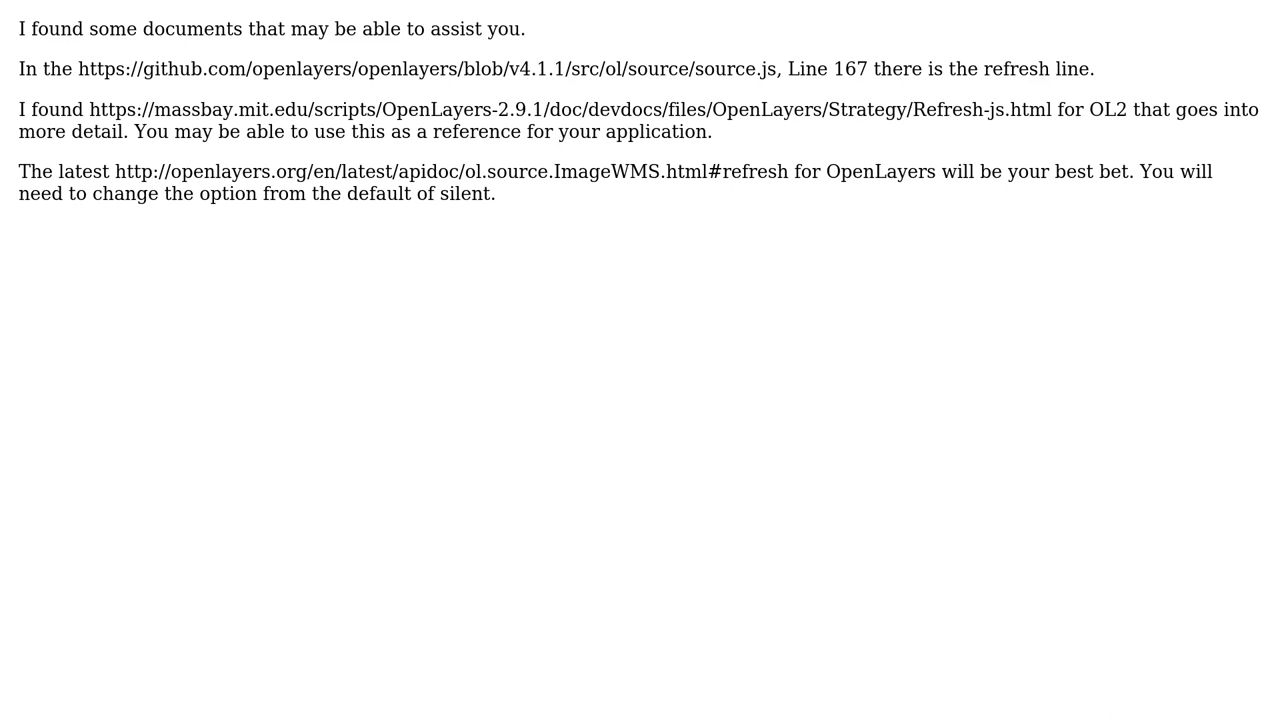 I found some documents that may be able to assist you.
In the https://github.com/openlayers/openlayers/blob/v4.1.1/src/ol/source/source.js, Line 167 there is the refresh line.
I found https://massbay.mit.edu/scripts/OpenLayers-2.9.1/doc/devdocs/files/OpenLayers/Strategy/Refresh-js.html for OL2 that goes into
more detail. You may be able to use this as a reference for your application.
The latest http://openlayers.org/en/latest/apidoc/ol.source.ImageWMS.html#refresh for OpenLayers will be your best bet. You will
need to change the option from the default of silent.